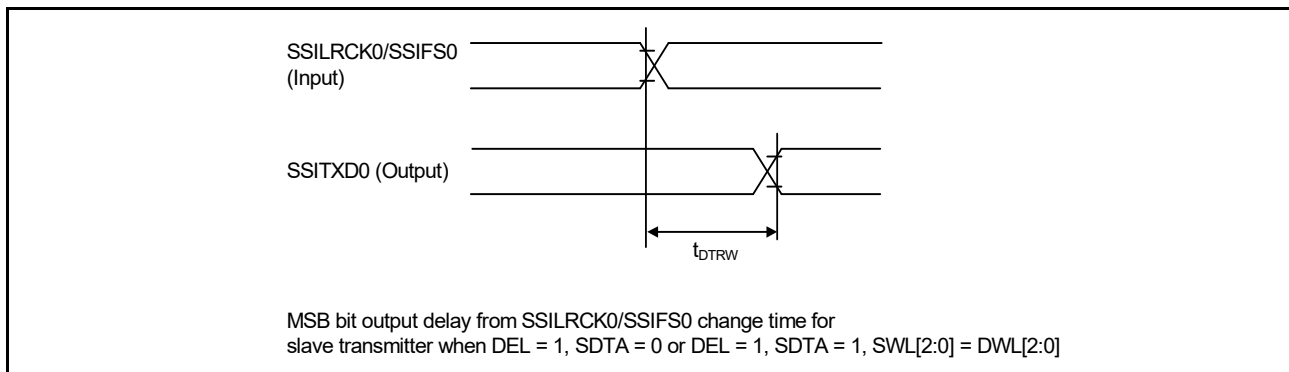 SSILRCK0/SSIFS0
(Input)
SSITXD0 (Output)
tDTRW
MSB bit output delay from SSILRCK0/SSIFS0 change time for
slave transmitter when DEL = 1, SDTA = 0 or DEL = 1, SDTA = 1, SWL[2:0] = DWL[2:0]